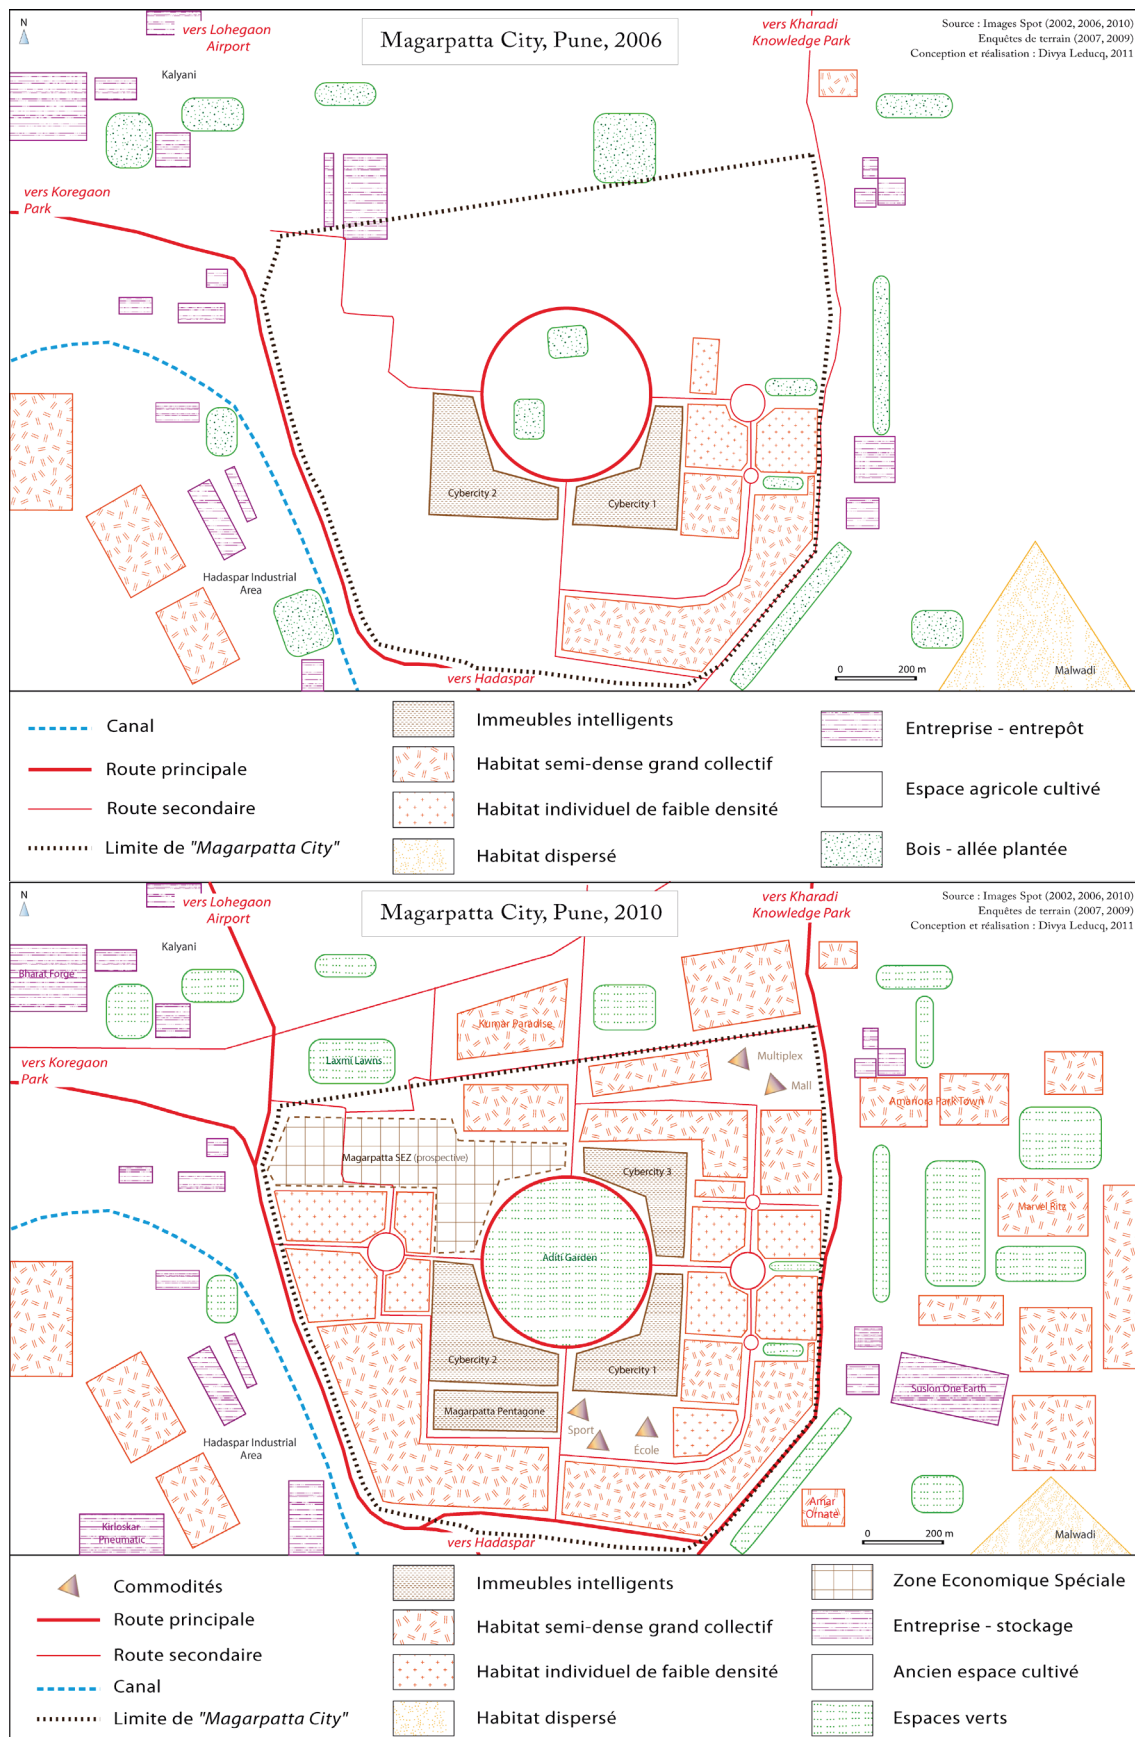 N
vers Lohegaon
Airport
Magarpatta City, Pune, 2006
vers Kharadi
Knowledge Park
Source : Images Spot (2002, 2006, 2010)
Enquêtes de terrain (2007, 2009)
Conception et réalisation : Divya Leducq, 2011
Kalyani
vers Koregaon
Park
Cybercity 2
Cybercity 1
Hadaspar Industrial
Area
vers Hadaspar
0 200 m
Malwadi
Canal
Route principale
Route secondaire
Limite de "Magarpatta City"
Immeubles intelligents
Habitat semi-dense grand collectif
Habitat individuel de faible densité
Habitat dispersé
Entreprise - entrepôt
Espace agricole cultivé
Bois - allée plantée
N
vers Lohegaon
Airport
Magarpatta City, Pune, 2010
vers Kharadi
Knowledge Park
Source : Images Spot (2002, 2006, 2010)
Enquêtes de terrain (2007, 2009)
Conception et réalisation : Divya Leducq, 2011
Kalyani
Bharat Forge
Kumar Paradise
vers Koregaon
Park
Laxmi Lawns
Multiplex
Mall
Amanora Park Town
Magarpatta SEZ (prospective)
Cybercity 3
Marvel Ritz
Aditi Garden
Cybercity 2
Cybercity 1
Suslon One Earth
Magarpatta Pentagone
Sport
École
Hadaspar Industrial
Area
Amar
Ornate
Kirloskar
Pneumatic
vers Hadaspar
0 200 m
Malwadi
Commodités
Route principale
Route secondaire
Canal
Limite de "Magarpatta City"
Immeubles intelligents
Habitat semi-dense grand collectif
Habitat individuel de faible densité
Habitat dispersé
Zone Economique Spéciale
Entreprise - stockage
Ancien espace cultivé
Espaces verts